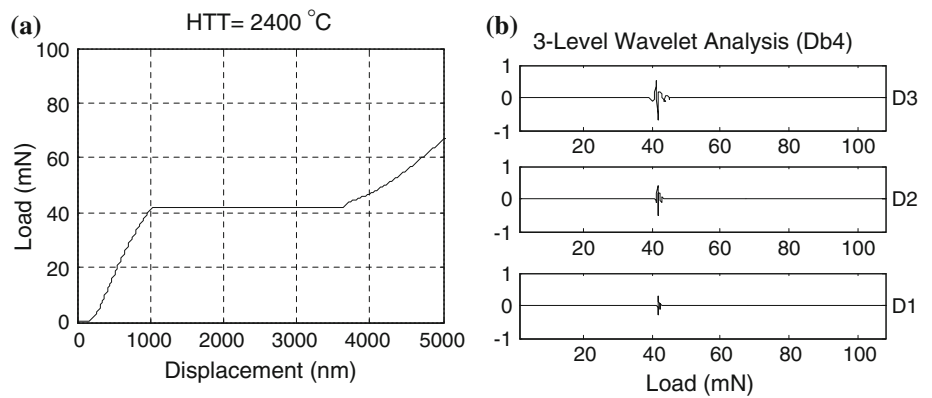 (a)
HTT= 2400 °C
100
80
60
40
20
0
Load (mN)
0 1000 2000 3000 4000 5000
Displacement (nm)
(b)
3-Level Wavelet Analysis (Db4)
1
0
-1
D3
20 40 60 80 100
1
0
-1
D2
20 40 60 80 100
1
0
-1
D1
20 40 60 80 100
Load (mN)